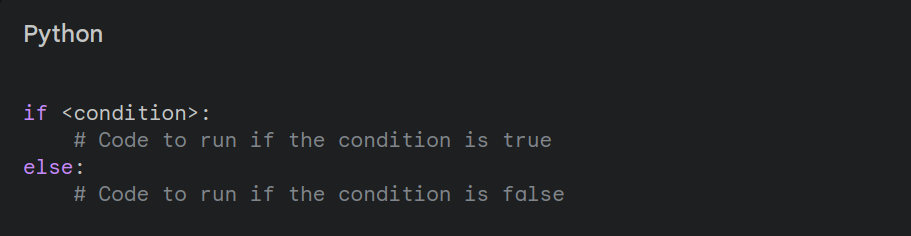 Python
if <condition>:
    # Code to run if the condition is true
else:
    # Code to run if the condition is false